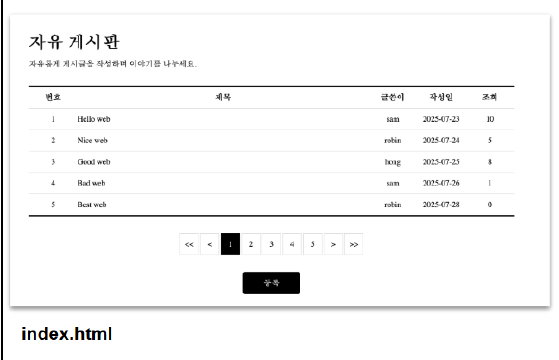 자유 게시판
자유롭게 게시글을 작성하며 이야기를 나누세요.
번호 제목 글쓴이 작성일 조회
1 Hello web sam 2025-07-23 10
2 Nice web robin 2025-07-24 5
3 Good web hong 2025-07-25 8
4 Bad web sam 2025-07-26 1
5 Best web robin 2025-07-28 0
<< < 1 2 3 4 5 > >>
등록
index.html